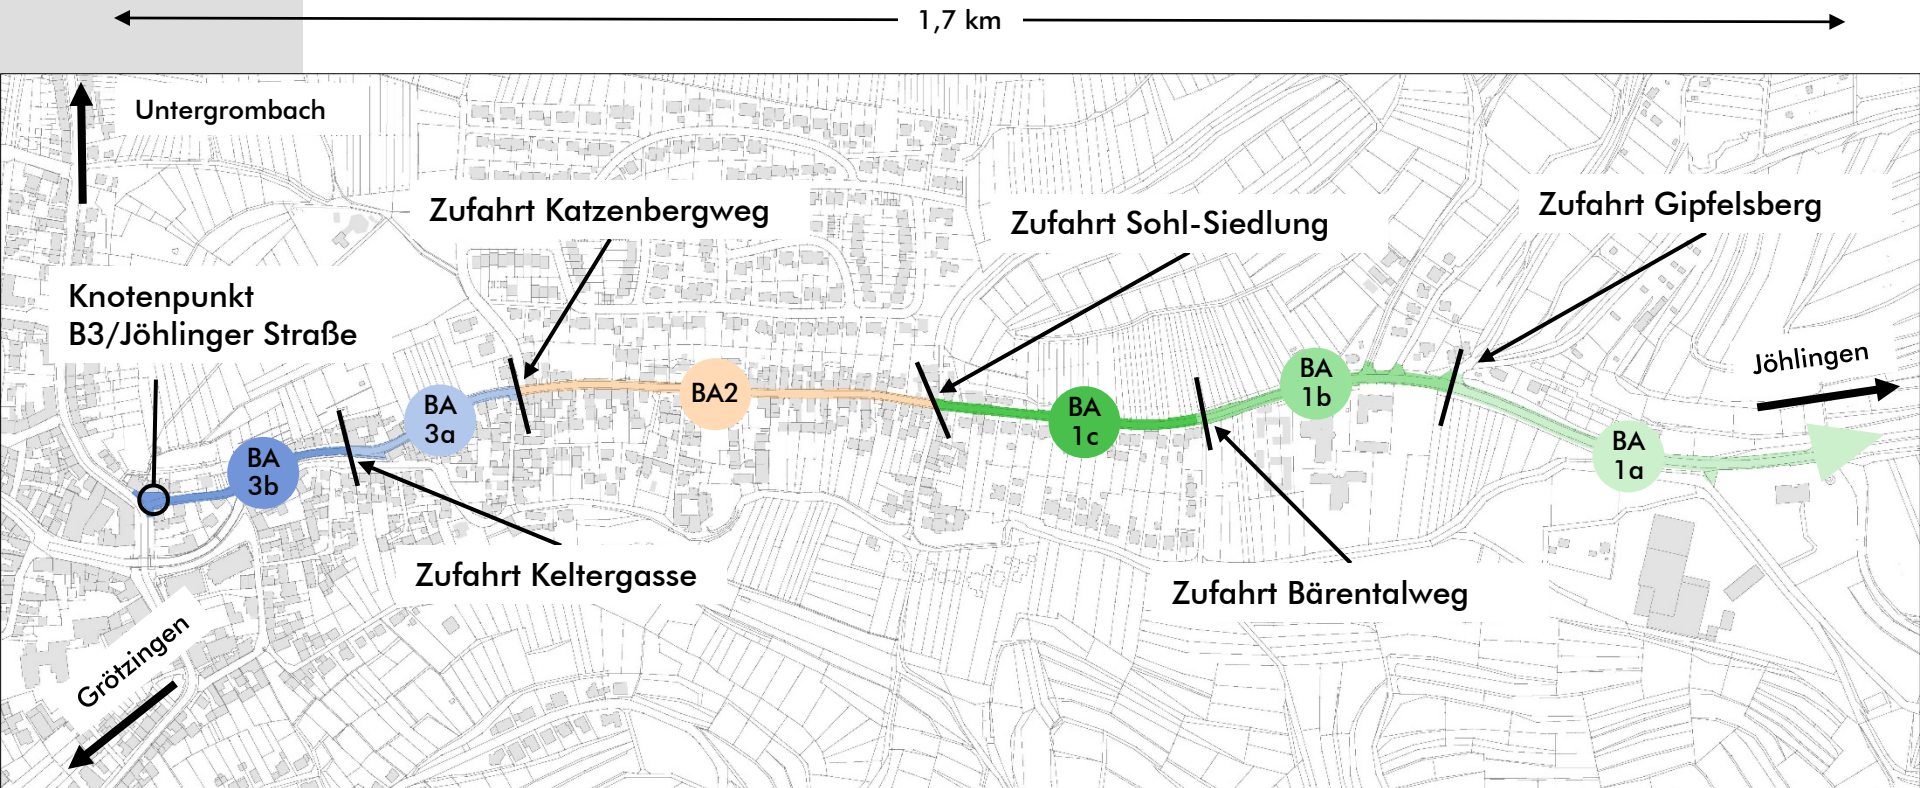 1,7 km
Untergrombach
Zufahrt Katzenbergweg
Zufahrt Sohl-Siedlung
Zufahrt Gipfelsberg
Knotenpunkt
B3/Jöhlinger Straße
Jöhlingen
BA
3b
BA
3a
BA2
BA
1c
BA
1b
BA
1a
Zufahrt Keltergasse
Zufahrt Bärentalweg
Grötzingen